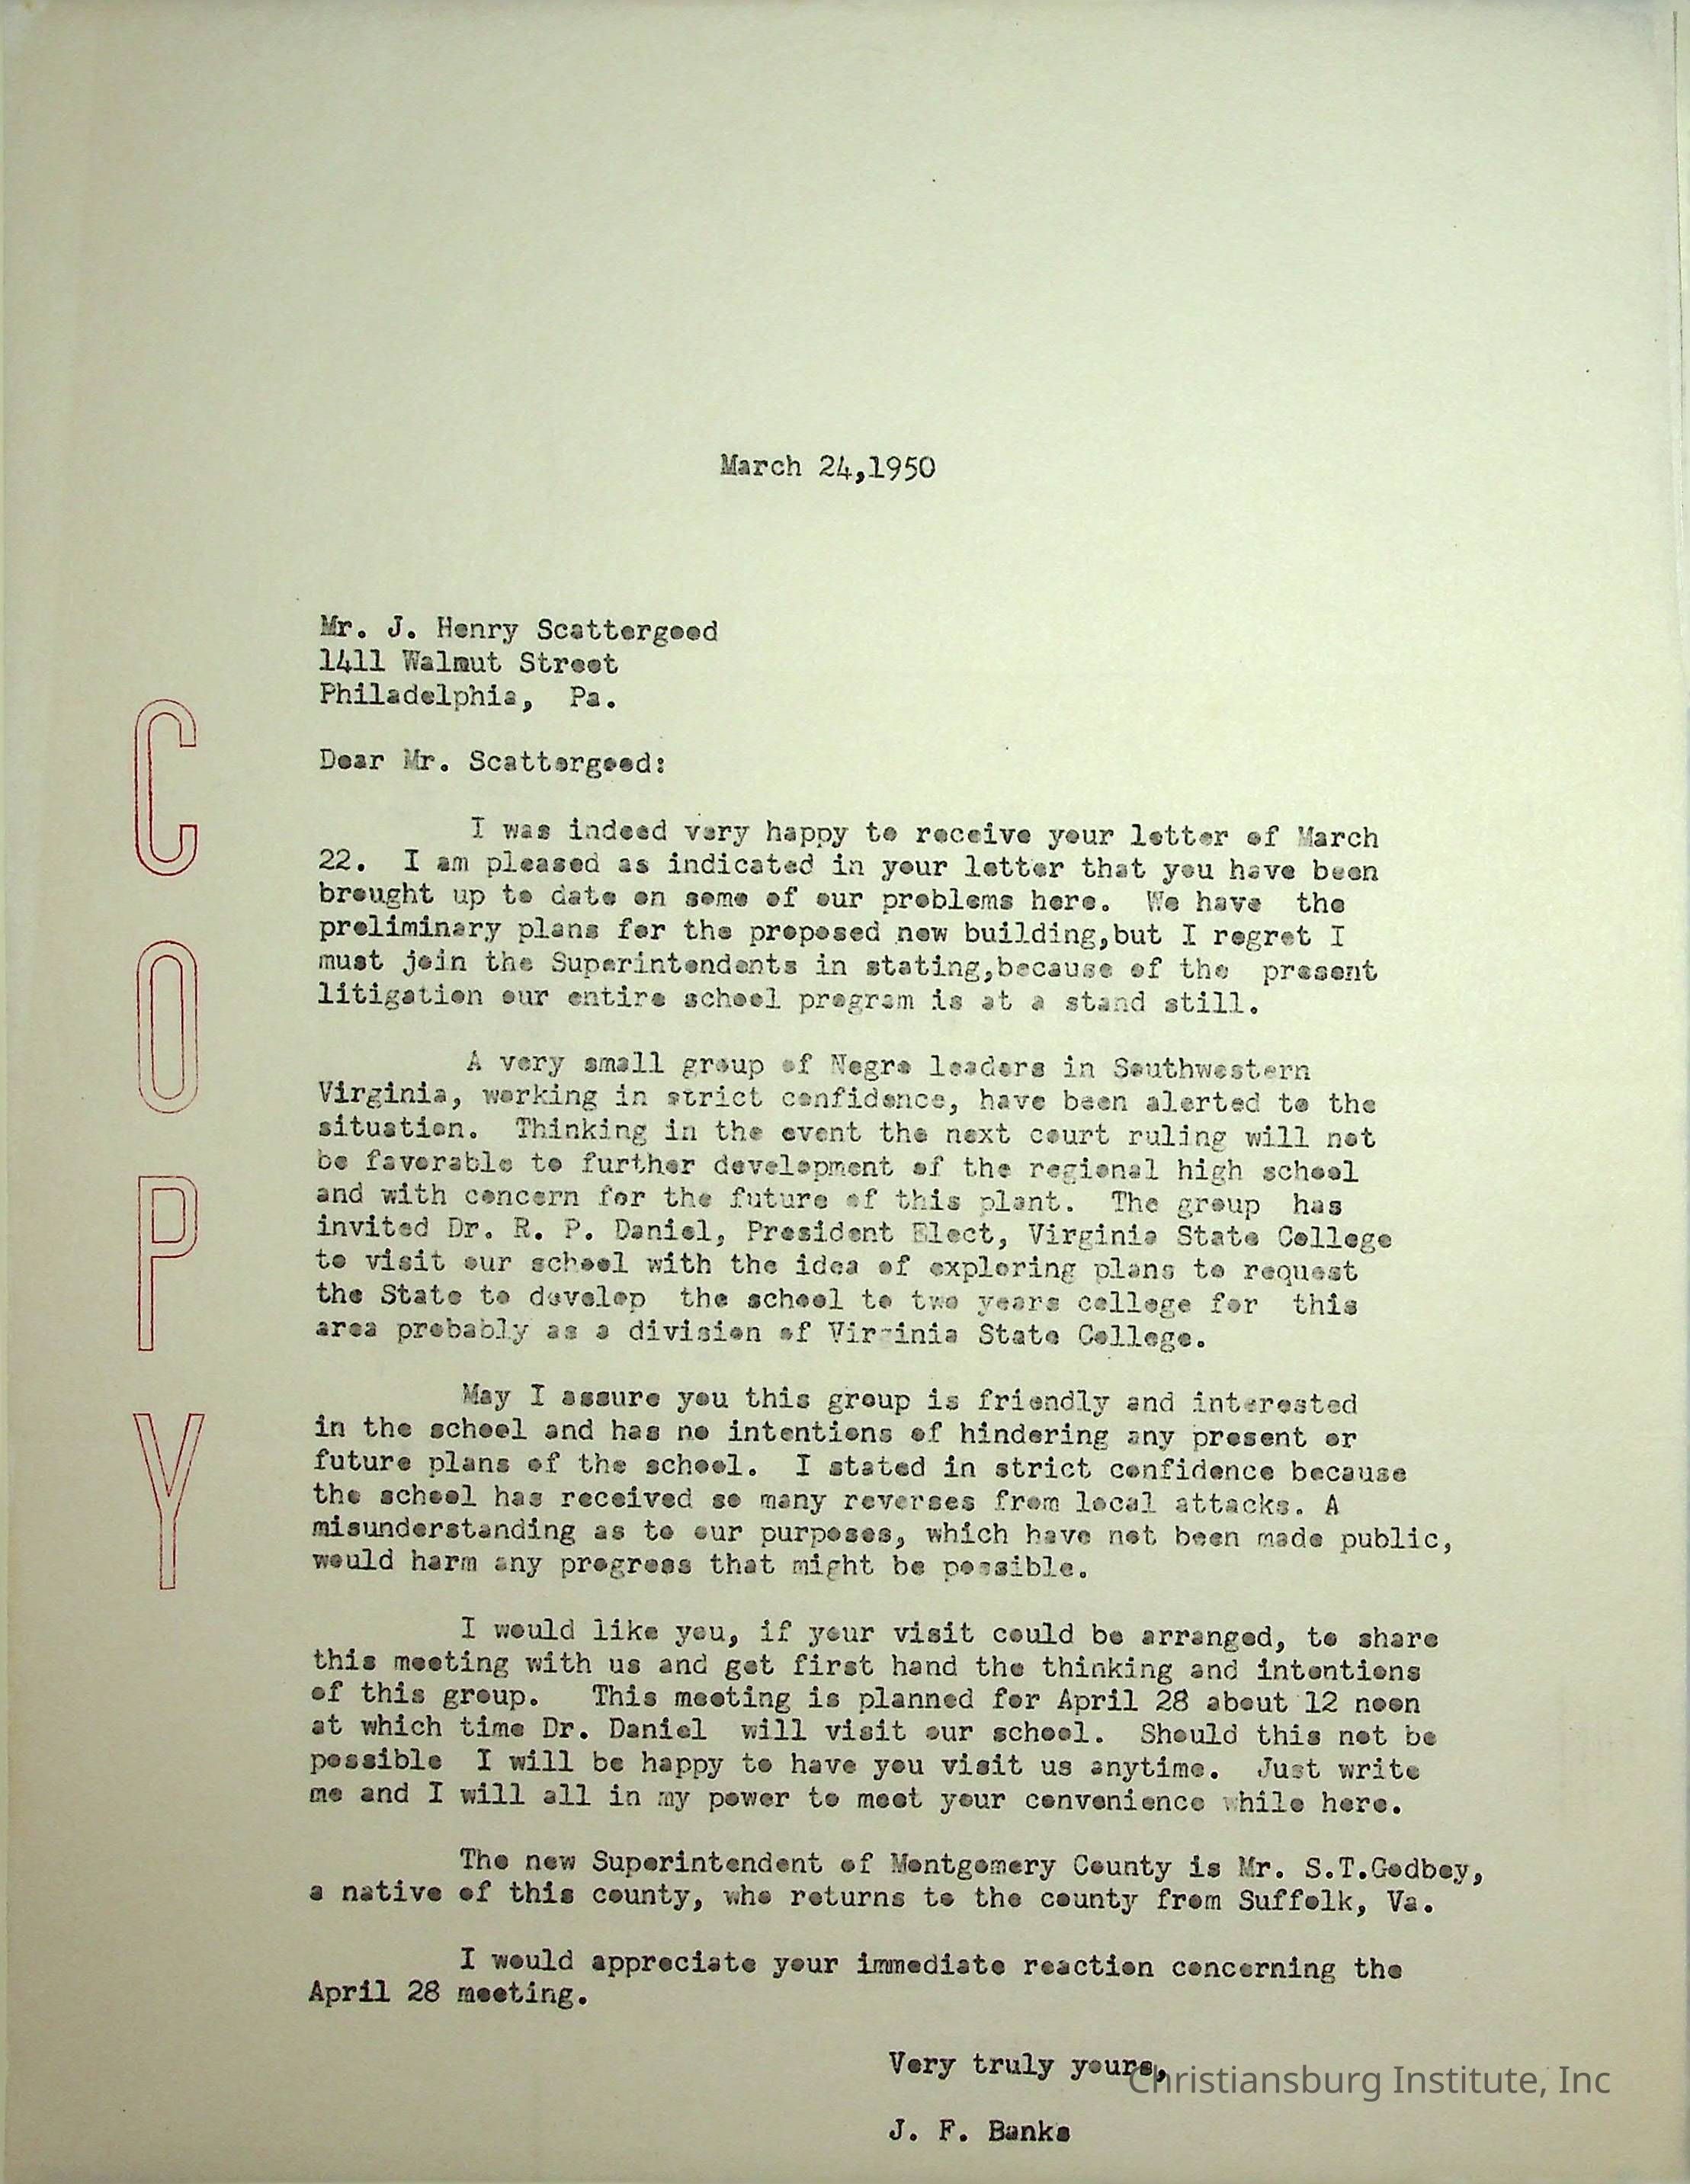 March 24,1950
Mr. J. Henry Scattergood
1411 Walnut Street
Philadelphia, Pa.
Dear Mr. Scattergood:
I was indeed very happy to receive your letter of March
22. I am pleased as indicated in your letter that you have been
brought up to date on some of our problems here. We have the
preliminary plans for the proposed new building,but I regret I
must join the Superintendents in stating,because of the present
litigation our entire school program is at a stand still.
A very small group of Negro leaders in Southwestern
Virginia, working in strict confidence, have been alerted to the
situation. Thinking in the event the next court ruling will not
be favorable to further development of the regional high school
and with concern for the future of this plant. The group has
invited Dr. R. P. Daniel, President Elect, Virginia State College
to visit our school with the idea of exploring plans to request
the State to develop the school to two years college for this
area probably as a division of Virginia State College.
May I assure you this group is friendly and interested
in the school and has no intentions of hindering any present or
future plans of the school. I stated in strict confidence because
the school has received so many reverses from local attacks. A
misunderstanding as to our purposes, which have not been made public,
would harm any progress that might be possible.
I would like you, if your visit could be arranged, to share
this meeting with us and get first hand the thinking and intentions
of this group. This meeting is planned for April 28 about 12 noon
at which time Dr. Daniel will visit our school. Should this not be
possible I will be happy to have you visit us anytime. Just write
me and I will all in my power to meet your convenience while here.
The new Superintendent of Montgomery County is Mr. S.T.Godbey,
a native of this county, who returns to the county from Suffolk, Va.
I would appreciate your immediate reaction concerning the
April 28 meeting.
Very truly yours,
J. F. Banks
COPY
Christiansburg Institute, Inc